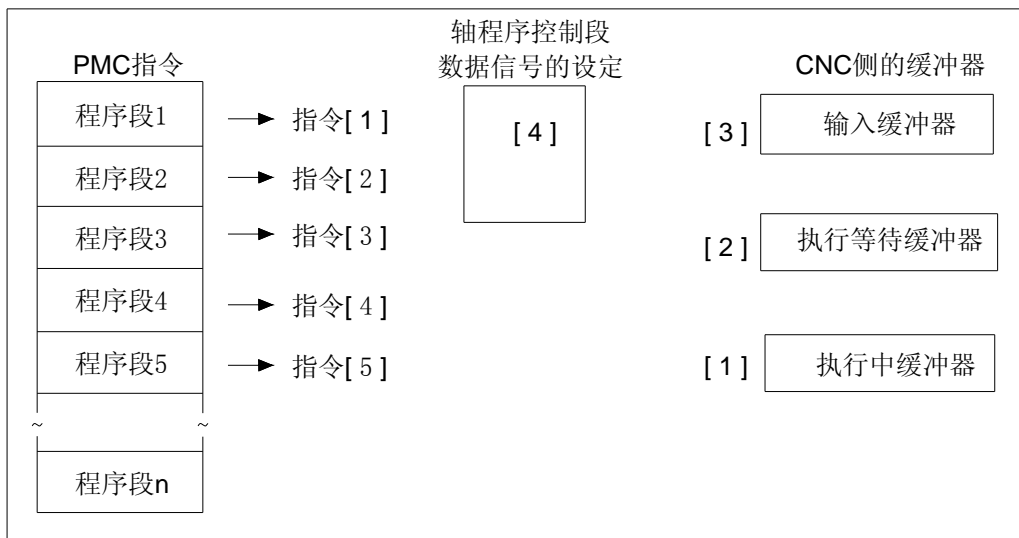 轴程序控制段
数据信号的设定
PMC指令
CNC侧的缓冲器
程序段1
指令[ 1 ]
[ 4 ]
[ 3 ]
输入缓冲器
程序段2
指令[ 2 ]
程序段3
指令[ 3 ]
[ 2 ]
执行等待缓冲器
程序段4
指令[ 4 ]
程序段5
指令[ 5 ]
[ 1 ]
执行中缓冲器
~ ~
程序段n